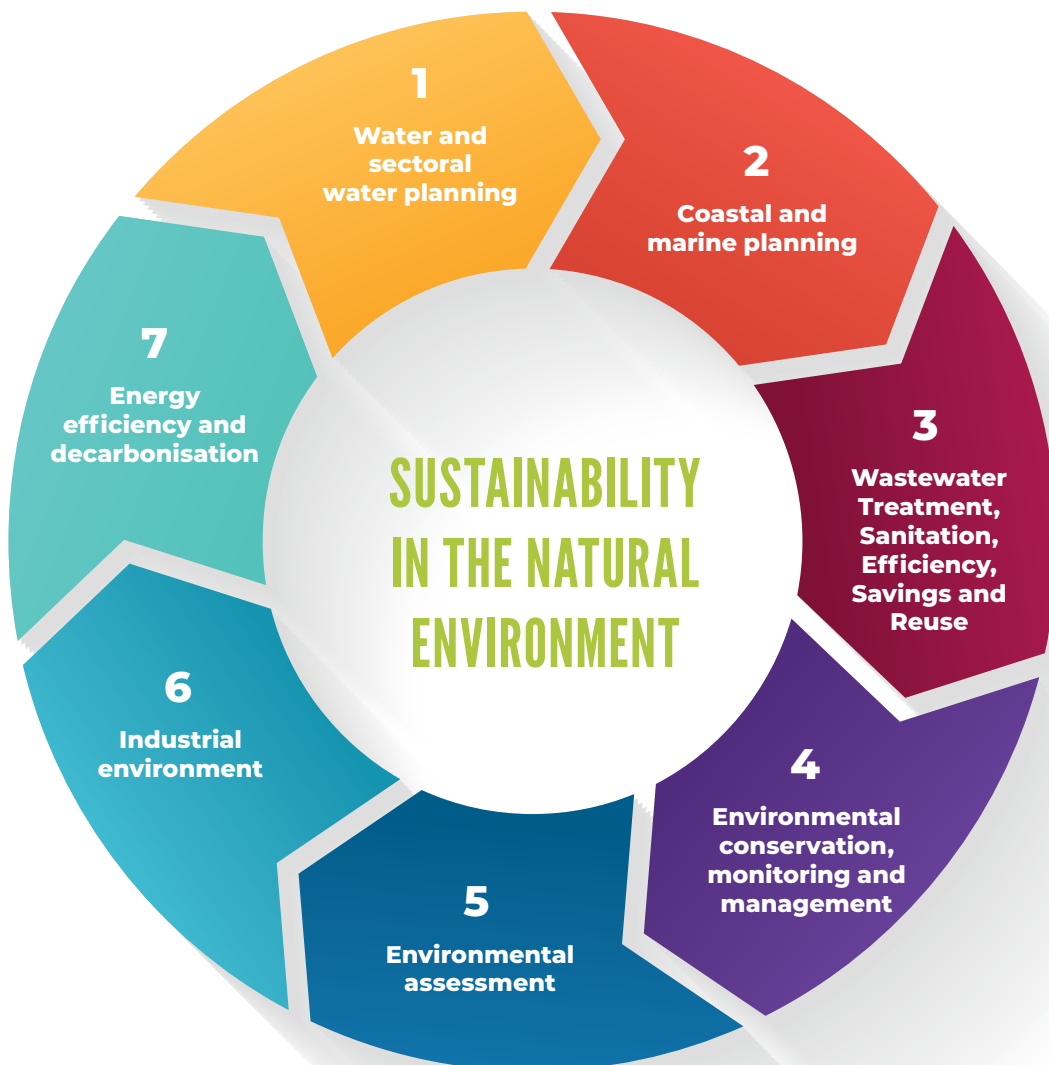 1
Water and
sectoral
water planning
2
Coastal and
marine planning
3
Wastewater
Treatment,
Sanitation,
Efficiency,
Savings and
Reuse
4
Environmental
conservation,
monitoring and
management
5
Environmental
assessment
6
Industrial
environment
7
Energy
efficiency and
decarbonisation
SUSTAINABILITY
IN THE NATURAL
ENVIRONMENT